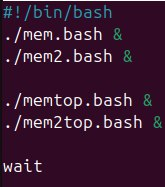 #!/bin/bash
./mem.bash &
./mem2.bash &
./memtop.bash &
./mem2top.bash &
wait